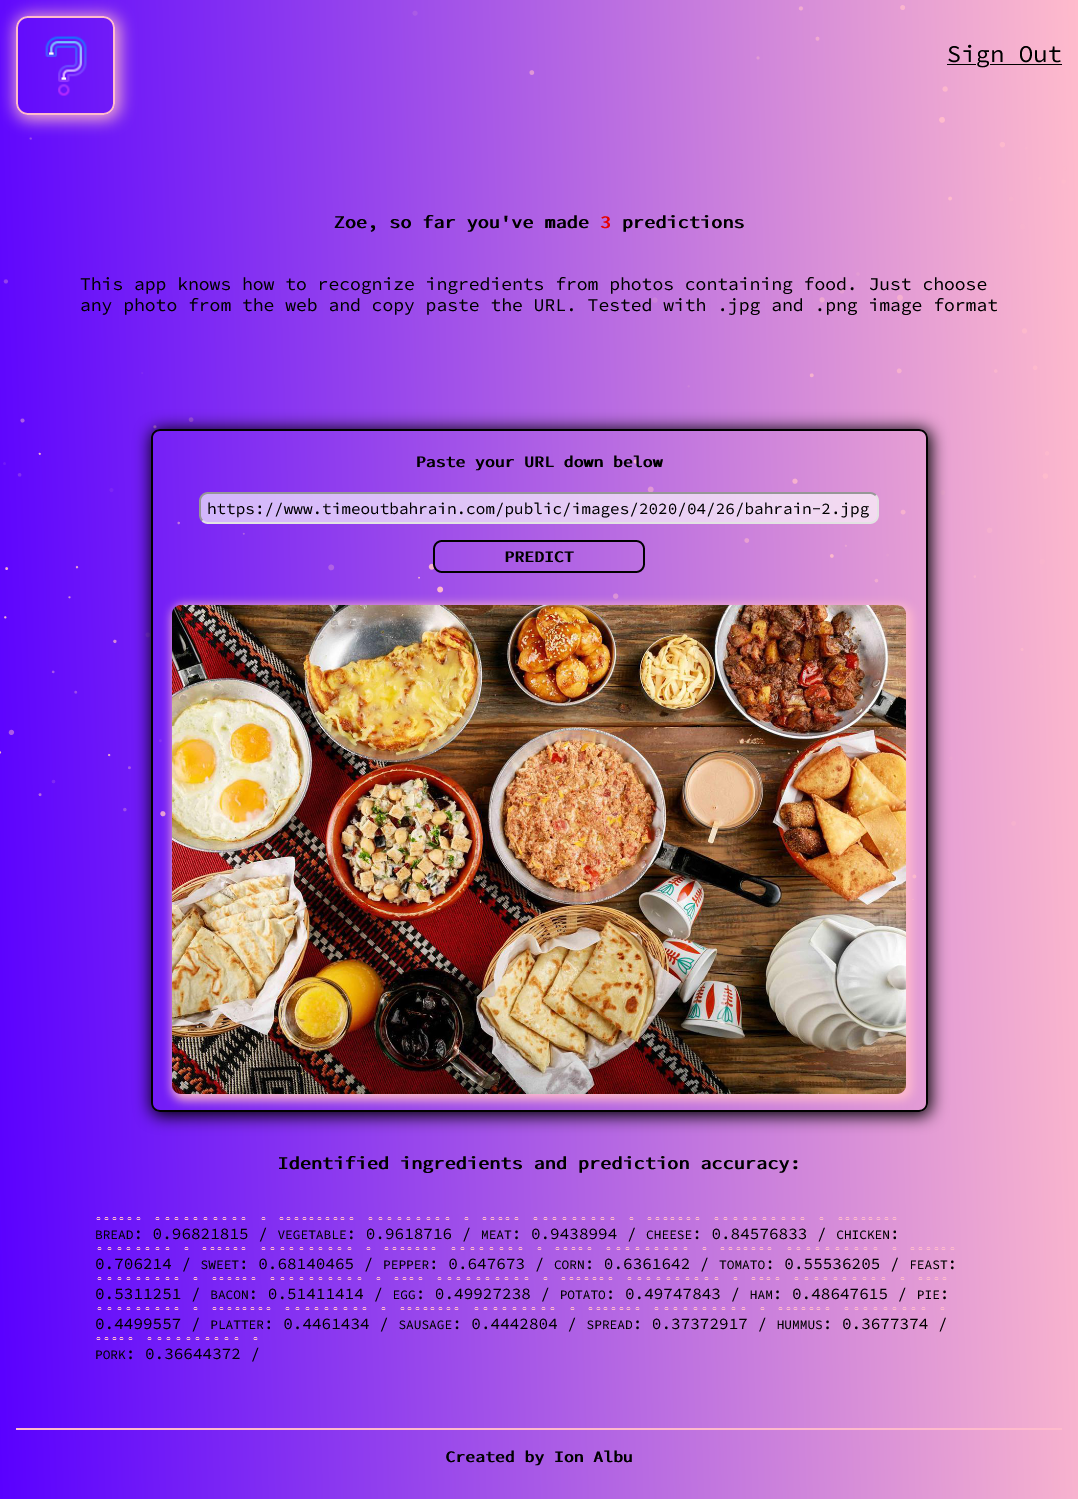 Sign Out
Zoe, so far you've made 3 predictions
This app knows how to recognize ingredients from photos containing food. Just choose
any photo from the web and copy paste the URL. Tested with .jpg and .png image format
Paste your URL down below
https://www.timeoutbahrain.com/public/images/2020/04/26/bahrain-2.jpg
PREDICT
Identified ingredients and prediction accuracy:
BREAD: 0.96821815 / VEGETABLE: 0.9618716 / MEAT: 0.9438994 / CHEESE: 0.84576833 / CHICKEN:
0.706214 / SWEET: 0.68140465 / PEPPER: 0.647673 / CORN: 0.6361642 / TOMATO: 0.55536205 / FEAST:
0.5311251 / BACON: 0.51411414 / EGG: 0.49927238 / POTATO: 0.49747843 / HAM: 0.48647615 / PIE:
0.4499557 / PLATTER: 0.4461434 / SAUSAGE: 0.4442804 / SPREAD: 0.37372917 / HUMMUS: 0.3677374 /
PORK: 0.36644372 /
Created by Ion Albu